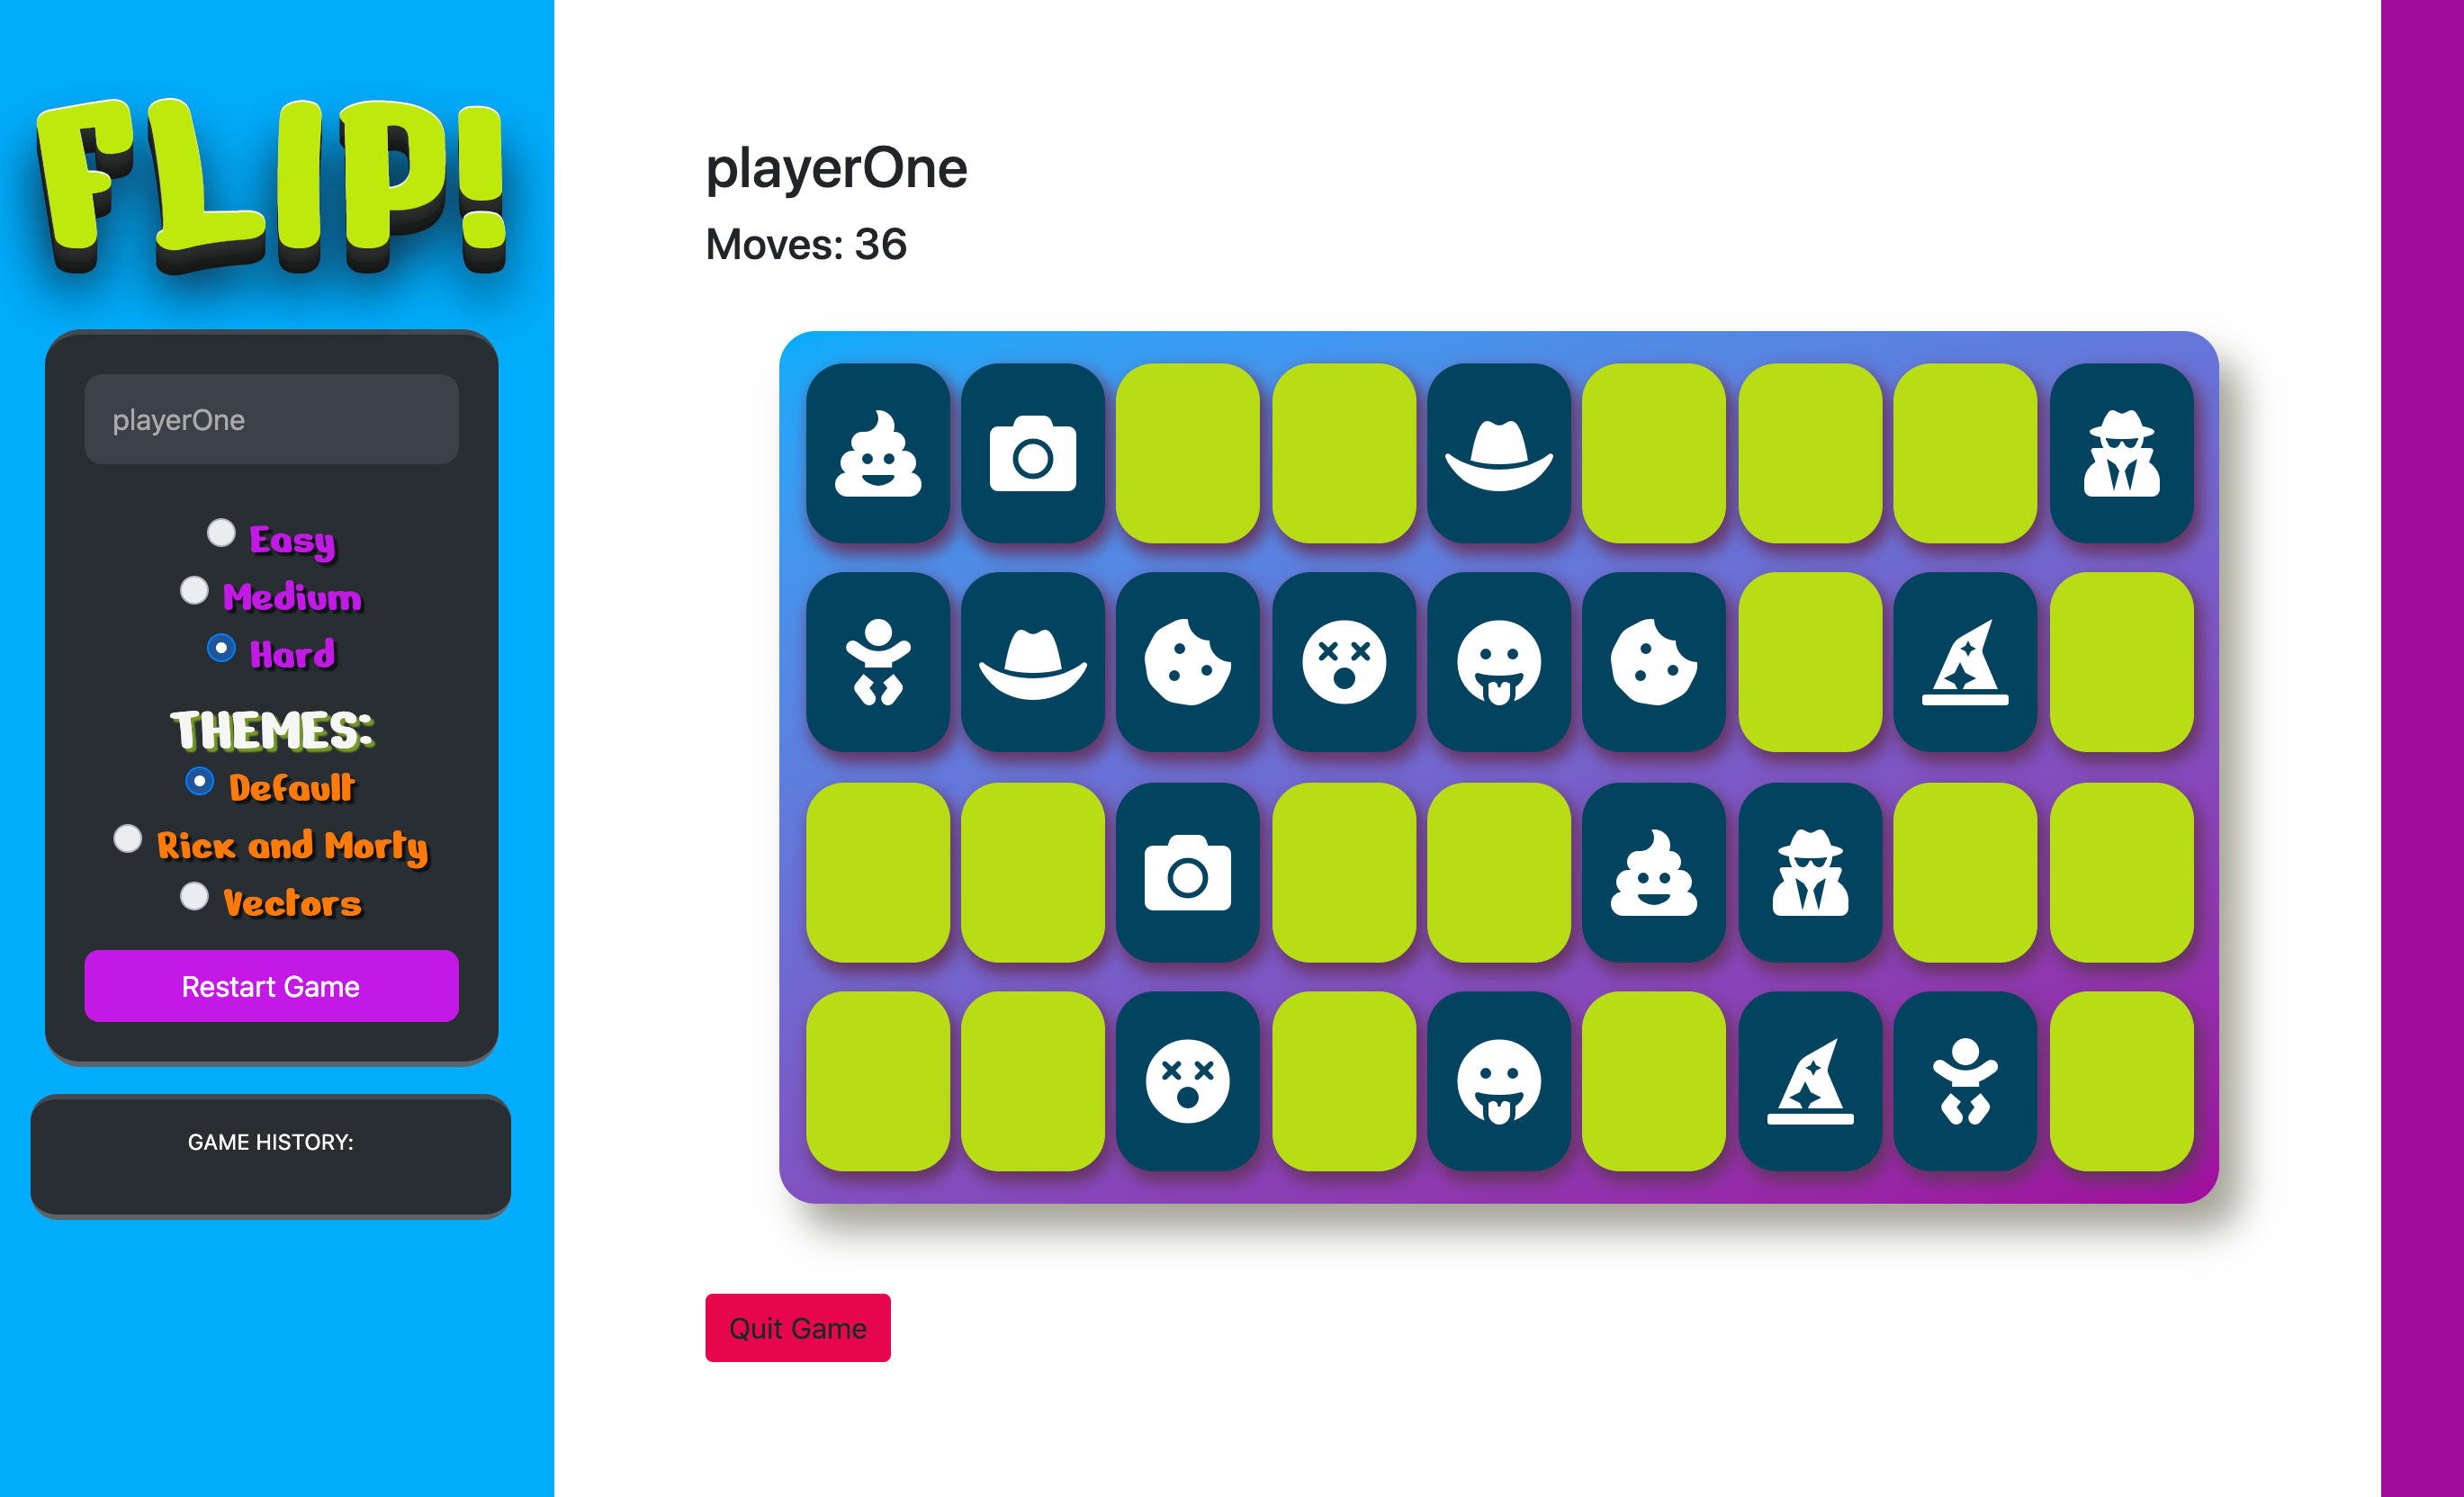 FLIP!
playerOne
Easy
Medium
Hard
THEMES:
Default
Rick and Morty
Vectors
Restart Game
GAME HISTORY:
playerOne
Moves: 36
Quit Game